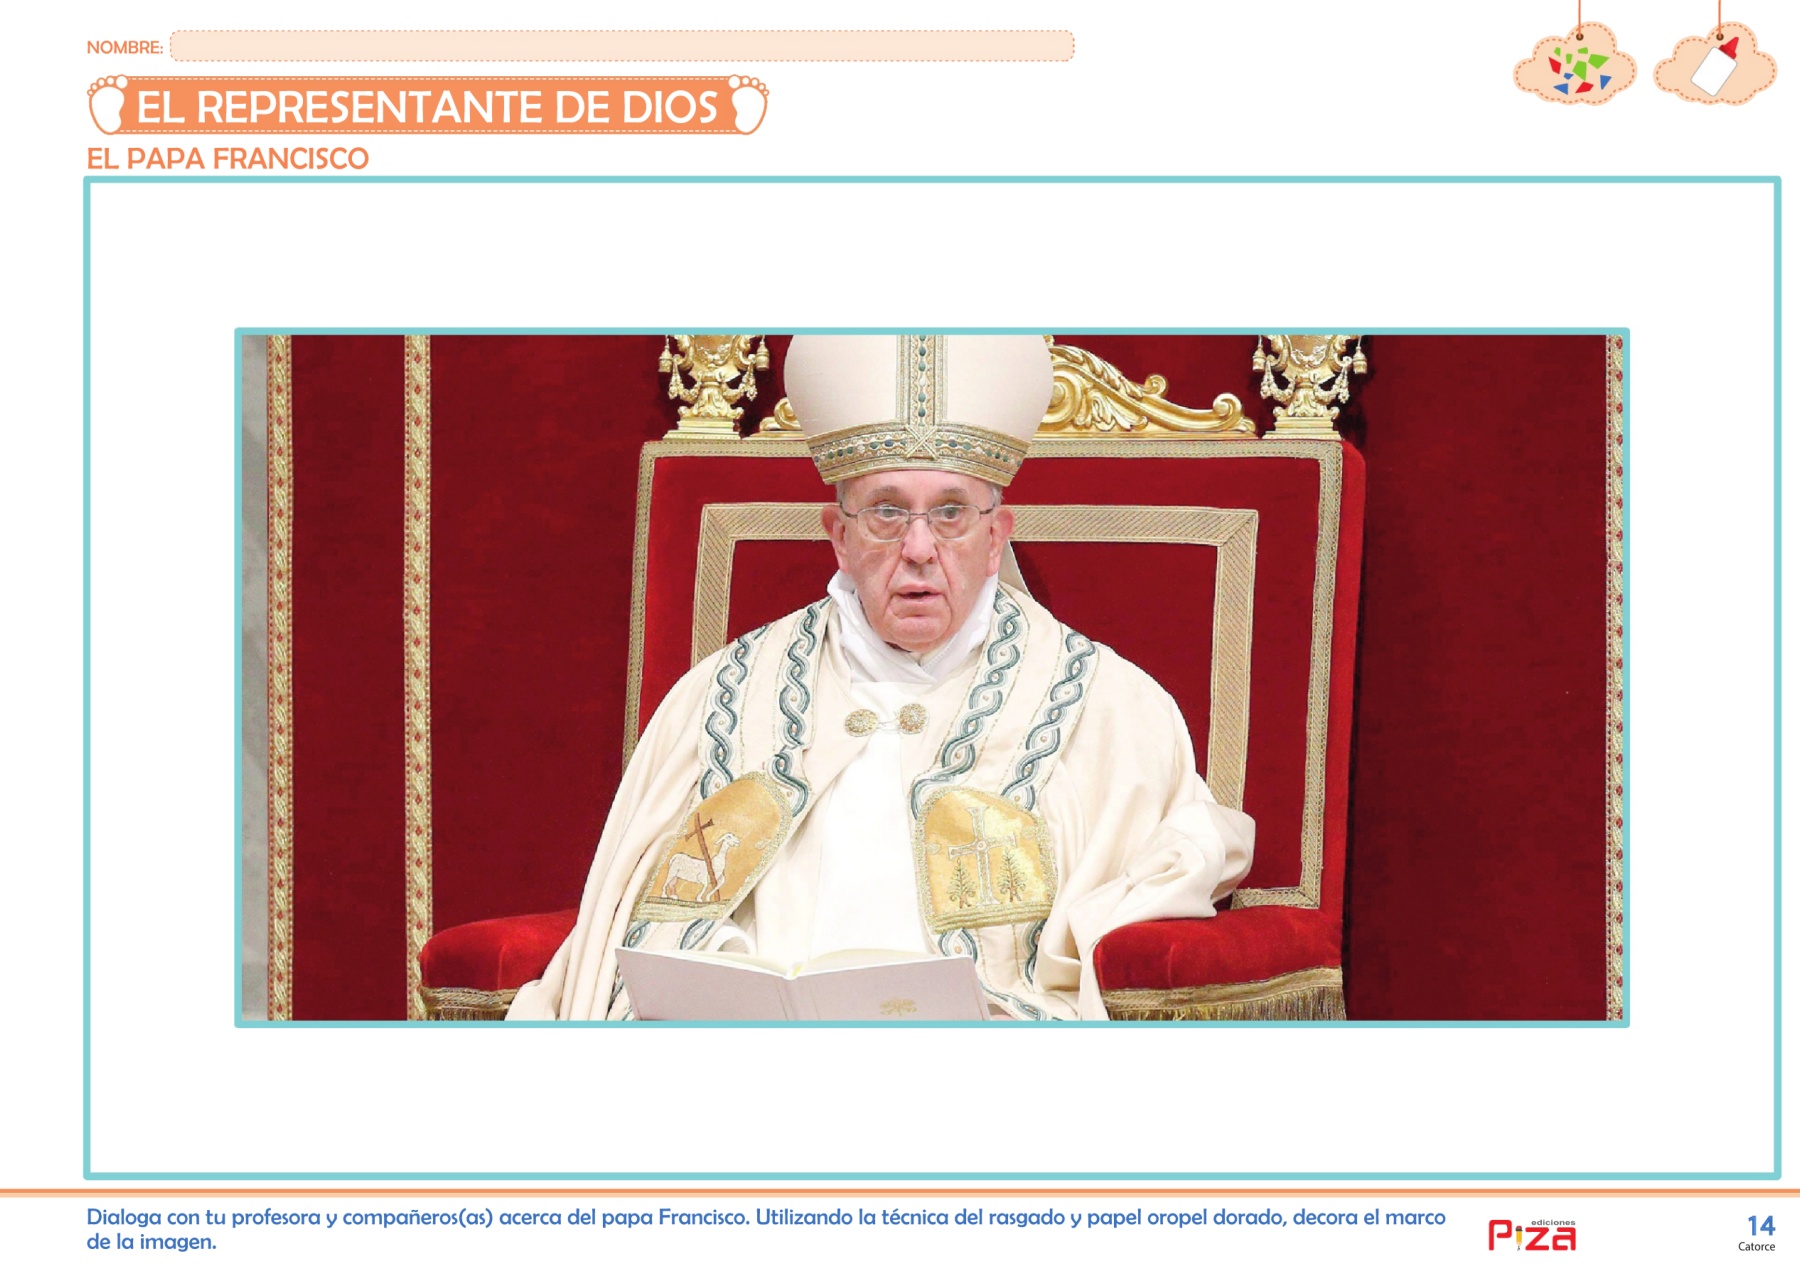 NOMBRE:
EL REPRESENTANTE DE DIOS
EL PAPA FRANCISCO
Dialoga con tu profesora y compañeros(as) acerca del papa Francisco. Utilizando la técnica del rasgado y papel oropel dorado, decora el marco
de la imagen.
ediciones
Piza
14
Catorce